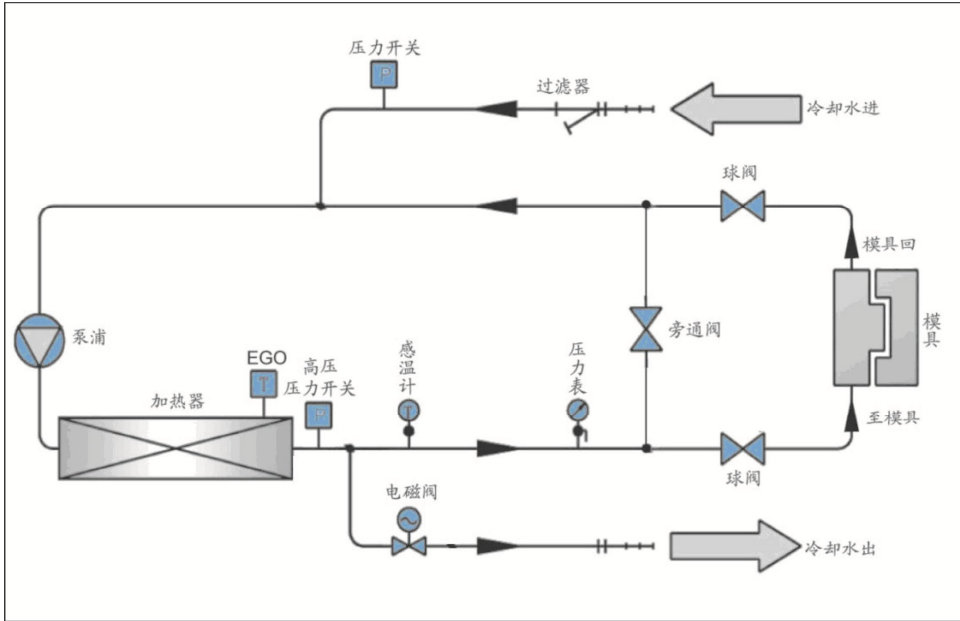 压力开关
P
过滤器
冷却水进
球阀
模具回
泵浦
EGO
T
加热器
高压
压力开关
P
感
温
计
T
压
力
表
旁通阀
模
具
至模具
球阀
电磁阀
冷却水出